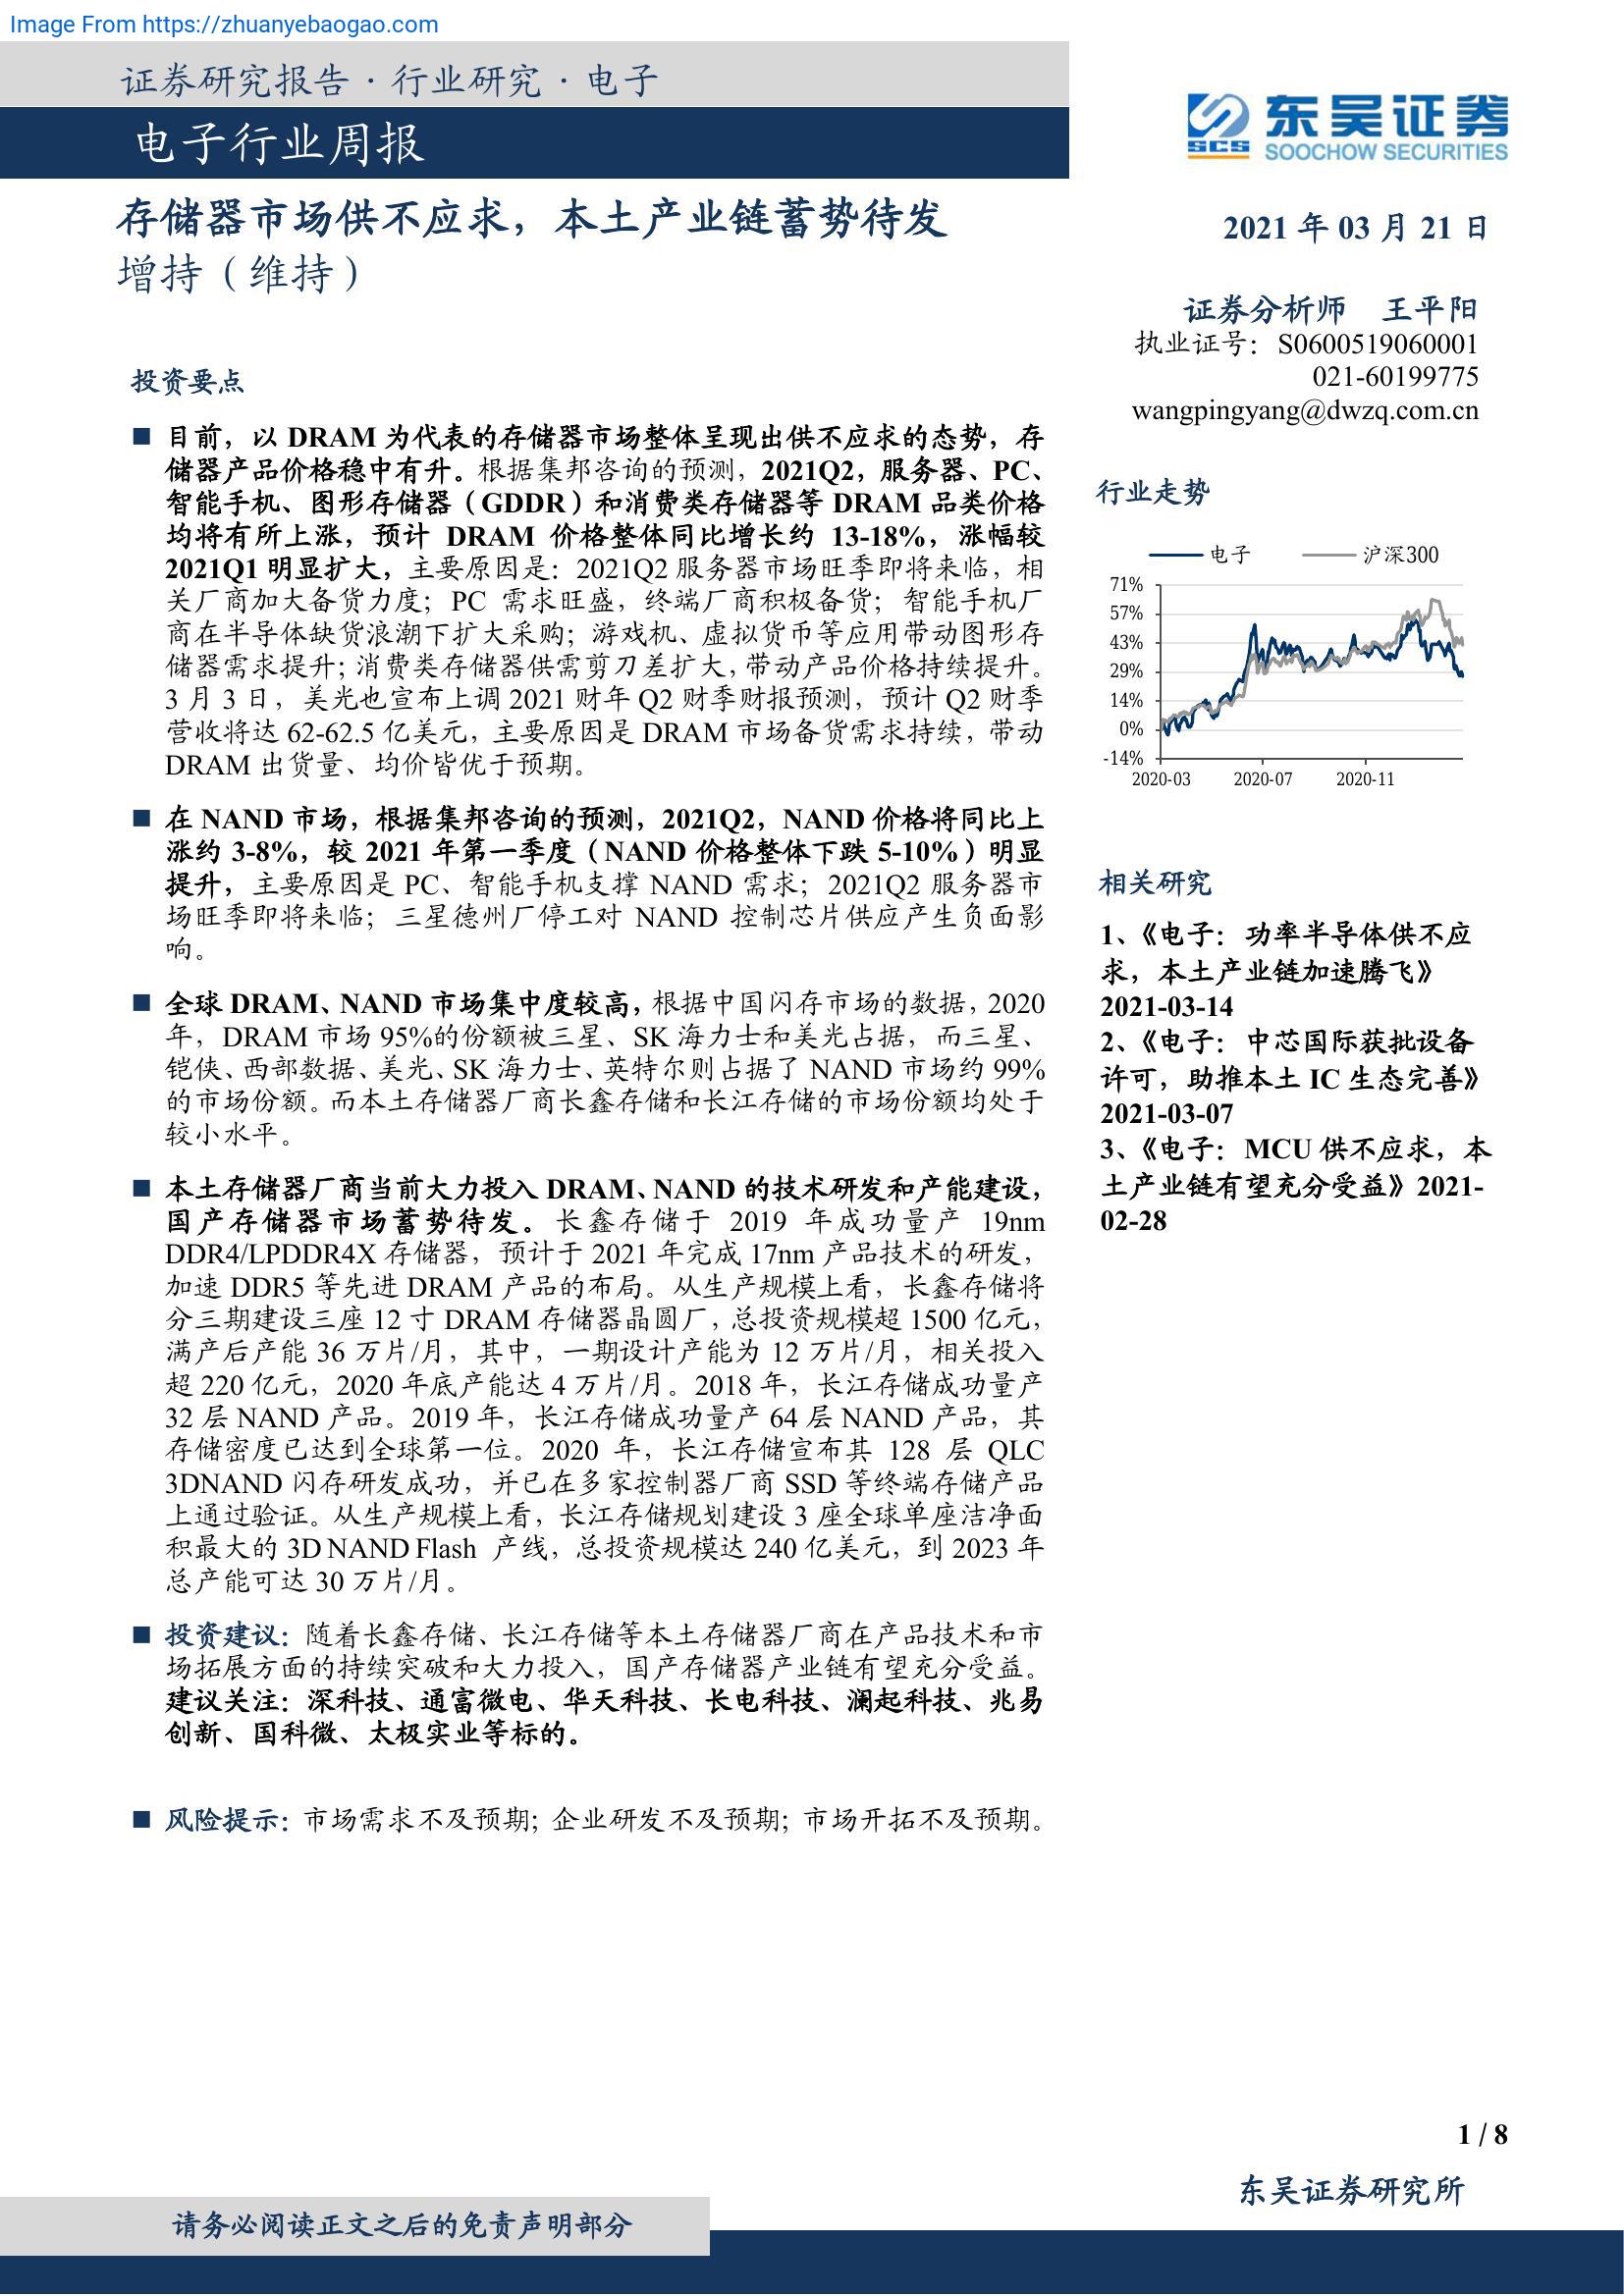 Image From https://zhuanyebaogao.com
证券研究报告·行业研究·电子
电子行业周报
存储器市场供不应求，本土产业链蓄势待发
增持（维持）
投资要点
■ 目前，以 DRAM 为代表的存储器市场整体呈现出供不应求的态势，存
储器产品价格稳中有升。根据集邦咨询的预测，2021Q2，服务器、PC、
智能手机、图形存储器（GDDR）和消费类存储器等 DRAM 品类价格
均将有所上涨，预计 DRAM 价格整体同比增长约 13-18%，涨幅较
2021Q1 明显扩大，主要原因是：2021Q2 服务器市场旺季即将来临，相
关厂商加大备货力度；PC 需求旺盛，终端厂商积极备货；智能手机厂
商在半导体缺货浪潮下扩大采购；游戏机、虚拟货币等应用带动图形存
储器需求提升；消费类存储器供需剪刀差扩大，带动产品价格持续提升。
3 月 3 日，美光也宣布上调 2021 财年 Q2 财季财报预测，预计 Q2 财季
营收将达 62-62.5 亿美元，主要原因是 DRAM 市场备货需求持续，带动
DRAM 出货量、均价皆优于预期。
■ 在 NAND 市场，根据集邦咨询的预测，2021Q2，NAND 价格将同比上
涨约 3-8%，较 2021 年第一季度（NAND 价格整体下跌 5-10%）明显
提升，主要原因是 PC、智能手机支撑 NAND 需求；2021Q2 服务器市
场旺季即将来临；三星德州厂停工对 NAND 控制芯片供应产生负面影
响。
■ 全球 DRAM、NAND 市场集中度较高，根据中国闪存市场的数据，2020
年，DRAM 市场 95%的份额被三星、SK 海力士和美光占据，而三星、
铠侠、西部数据、美光、SK 海力士、英特尔则占据了 NAND 市场约 99%
的市场份额。而本土存储器厂商长鑫存储和长江存储的市场份额均处于
较小水平。
■ 本土存储器厂商当前大力投入 DRAM、NAND 的技术研发和产能建设，
国产存储器市场蓄势待发。长鑫存储于 2019 年成功量产 19nm
DDR4/LPDDR4X 存储器，预计于 2021 年完成 17nm 产品技术的研发，
加速 DDR5 等先进 DRAM 产品的布局。从生产规模上看，长鑫存储将
分三期建设三座 12 寸 DRAM 存储器晶圆厂，总投资规模超 1500 亿元，
满产后产能 36 万片/月，其中，一期设计产能为 12 万片/月，相关投入
超 220 亿元，2020 年底产能达 4 万片/月。2018 年，长江存储成功量产
32 层 NAND 产品。2019 年，长江存储成功量产 64 层 NAND 产品，其
存储密度已达到全球第一位。2020 年，长江存储宣布其 128 层 QLC
3DNAND 闪存研发成功，并已在多家控制器厂商 SSD 等终端存储产品
上通过验证。从生产规模上看，长江存储规划建设 3 座全球单座洁净面
积最大的 3D NAND Flash 产线，总投资规模达 240 亿美元，到 2023 年
总产能可达 30 万片/月。
■ 投资建议：随着长鑫存储、长江存储等本土存储器厂商在产品技术和市
场拓展方面的持续突破和大力投入，国产存储器产业链有望充分受益。
建议关注：深科技、通富微电、华天科技、长电科技、澜起科技、兆易
创新、国科微、太极实业等标的。
■ 风险提示：市场需求不及预期；企业研发不及预期；市场开拓不及预期。
SCS
东吴证券
SOOCHOW SECURITIES
2021 年 03 月 21 日
证券分析师 王平阳
执业证号：S0600519060001
021-60199775
wangpingyang@dwzq.com.cn
行业走势
电子 沪深300
71%
57%
43%
29%
14%
0%
-14%
2020-03 2020-07 2020-11
相关研究
1、《电子：功率半导体供不应
求，本土产业链加速腾飞》
2021-03-14
2、《电子：中芯国际获批设备
许可，助推本土 IC 生态完善》
2021-03-07
3、《电子：MCU 供不应求，本
土产业链有望充分受益》2021-
02-28
1 / 8
东吴证券研究所
请务必阅读正文之后的免责声明部分